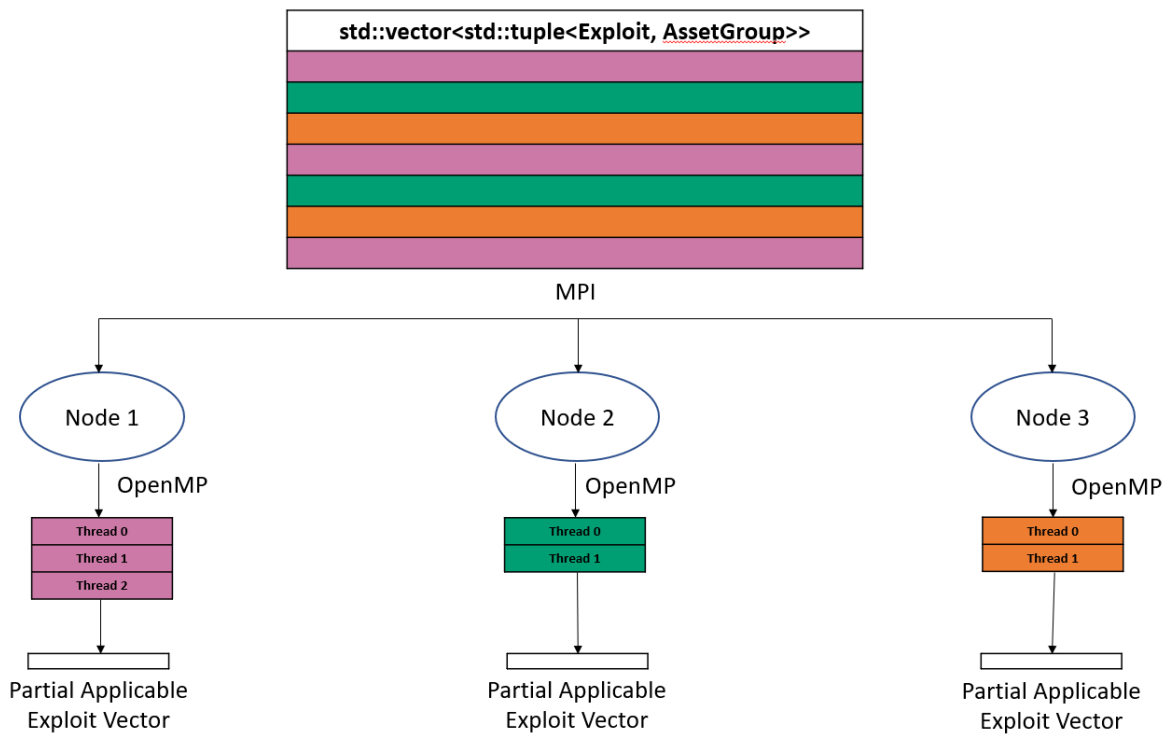 std::vector<std::tuple<Exploit, AssetGroup>>
MPI
Node 1
Node 2
Node 3
OpenMP
OpenMP
OpenMP
Thread 0
Thread 1
Thread 2
Thread 0
Thread 1
Thread 0
Thread 1
Partial Applicable
Exploit Vector
Partial Applicable
Exploit Vector
Partial Applicable
Exploit Vector